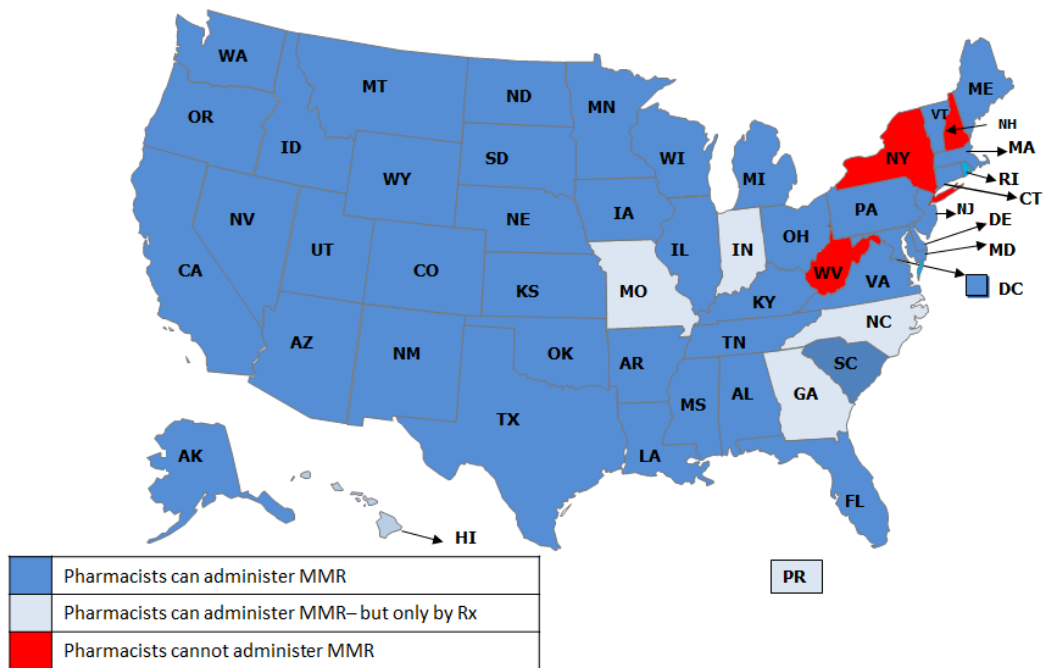 WA
MT
ND
MN
ME
VT
NH
OR
ID
SD
WI
NY
MA
WY
MI
RI
CT
NE
IA
PA
NJ
NV
UT
CO
IL
IN
OH
DE
MD
CA
KS
MO
WV
VA
DC
KY
AZ
NM
OK
AR
TN
NC
SC
MS
AL
GA
TX
LA
AK
FL
HI
PR
Pharmacists can administer MMR
Pharmacists can administer MMR– but only by Rx
Pharmacists cannot administer MMR